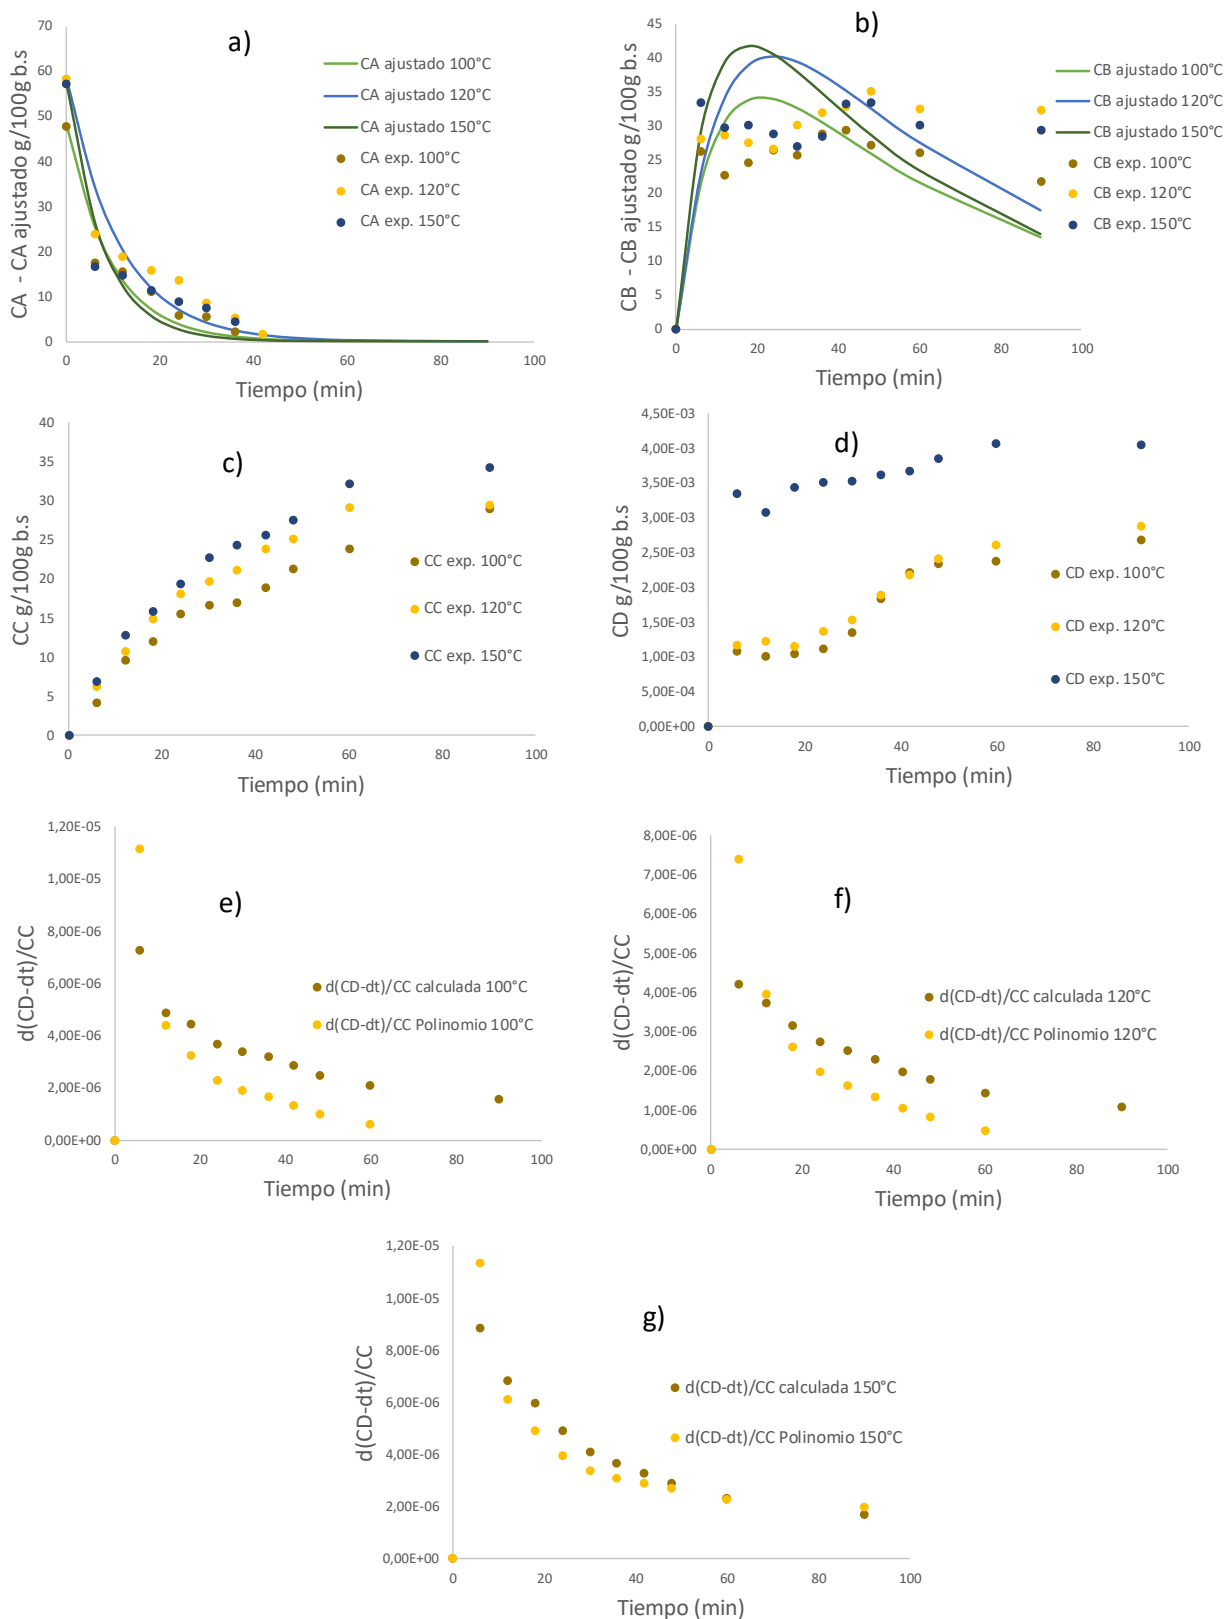 a)
70
60
50
40
30
20
10
0
0
20
40
60
80
100
CA - CA ajustado g/100g b.s
Tiempo (min)
CA ajustado 100°C
CA ajustado 120°C
CA ajustado 150°C
CA exp. 100°C
CA exp. 120°C
CA exp. 150°C
b)
45
40
35
30
25
20
15
10
5
0
0
20
40
60
80
100
CB - CB ajustado g/100g b.s
Tiempo (min)
CB ajustado 100°C
CB ajustado 120°C
CB ajustado 150°C
CB exp. 100°C
CB exp. 120°C
CB exp. 150°C
c)
40
35
30
25
20
15
10
5
0
0
20
40
60
80
100
CC g/100g b.s
Tiempo (min)
CC exp. 100°C
CC exp. 120°C
CC exp. 150°C
d)
4,50E-03
4,00E-03
3,50E-03
3,00E-03
2,50E-03
2,00E-03
1,50E-03
1,00E-03
5,00E-04
0,00E+00
0
20
40
60
80
100
CD g/100g b.s
Tiempo (min)
CD exp. 100°C
CD exp. 120°C
CD exp. 150°C
e)
1,20E-05
1,00E-05
8,00E-06
6,00E-06
4,00E-06
2,00E-06
0,00E+00
0
20
40
60
80
100
d(CD-dt)/CC
Tiempo (min)
d(CD-dt)/CC calculada 100°C
d(CD-dt)/CC Polinomio 100°C
f)
8,00E-06
7,00E-06
6,00E-06
5,00E-06
4,00E-06
3,00E-06
2,00E-06
1,00E-06
0,00E+00
0
20
40
60
80
100
d(CD-dt)/CC
Tiempo (min)
d(CD-dt)/CC calculada 120°C
d(CD-dt)/CC Polinomio 120°C
g)
1,20E-05
1,00E-05
8,00E-06
6,00E-06
4,00E-06
2,00E-06
0,00E+00
0
20
40
60
80
100
d(CD-dt)/CC
Tiempo (min)
d(CD-dt)/CC calculada 150°C
d(CD-dt)/CC Polinomio 150°C